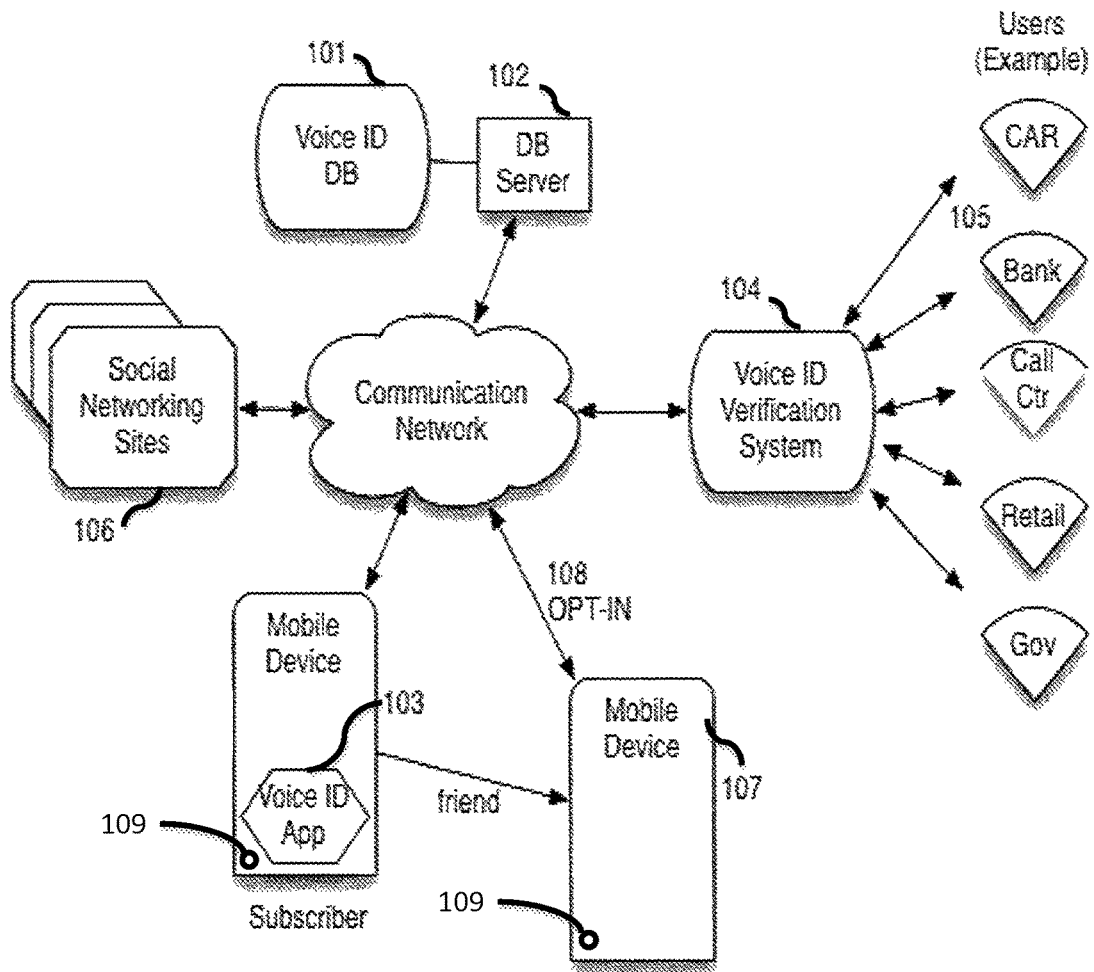 Users
(Example)
101
102
Voice ID
DB
DB
Server
CAR
105
Bank
104
Social
Networking
Sites
Communication
Network
Voice ID
Verification
System
Call
Ctr
106
Retail
108
OPT-IN
Gov
Mobile
Device
103
Voice ID
App
109
Subscriber
friend
Mobile
Device
107
109